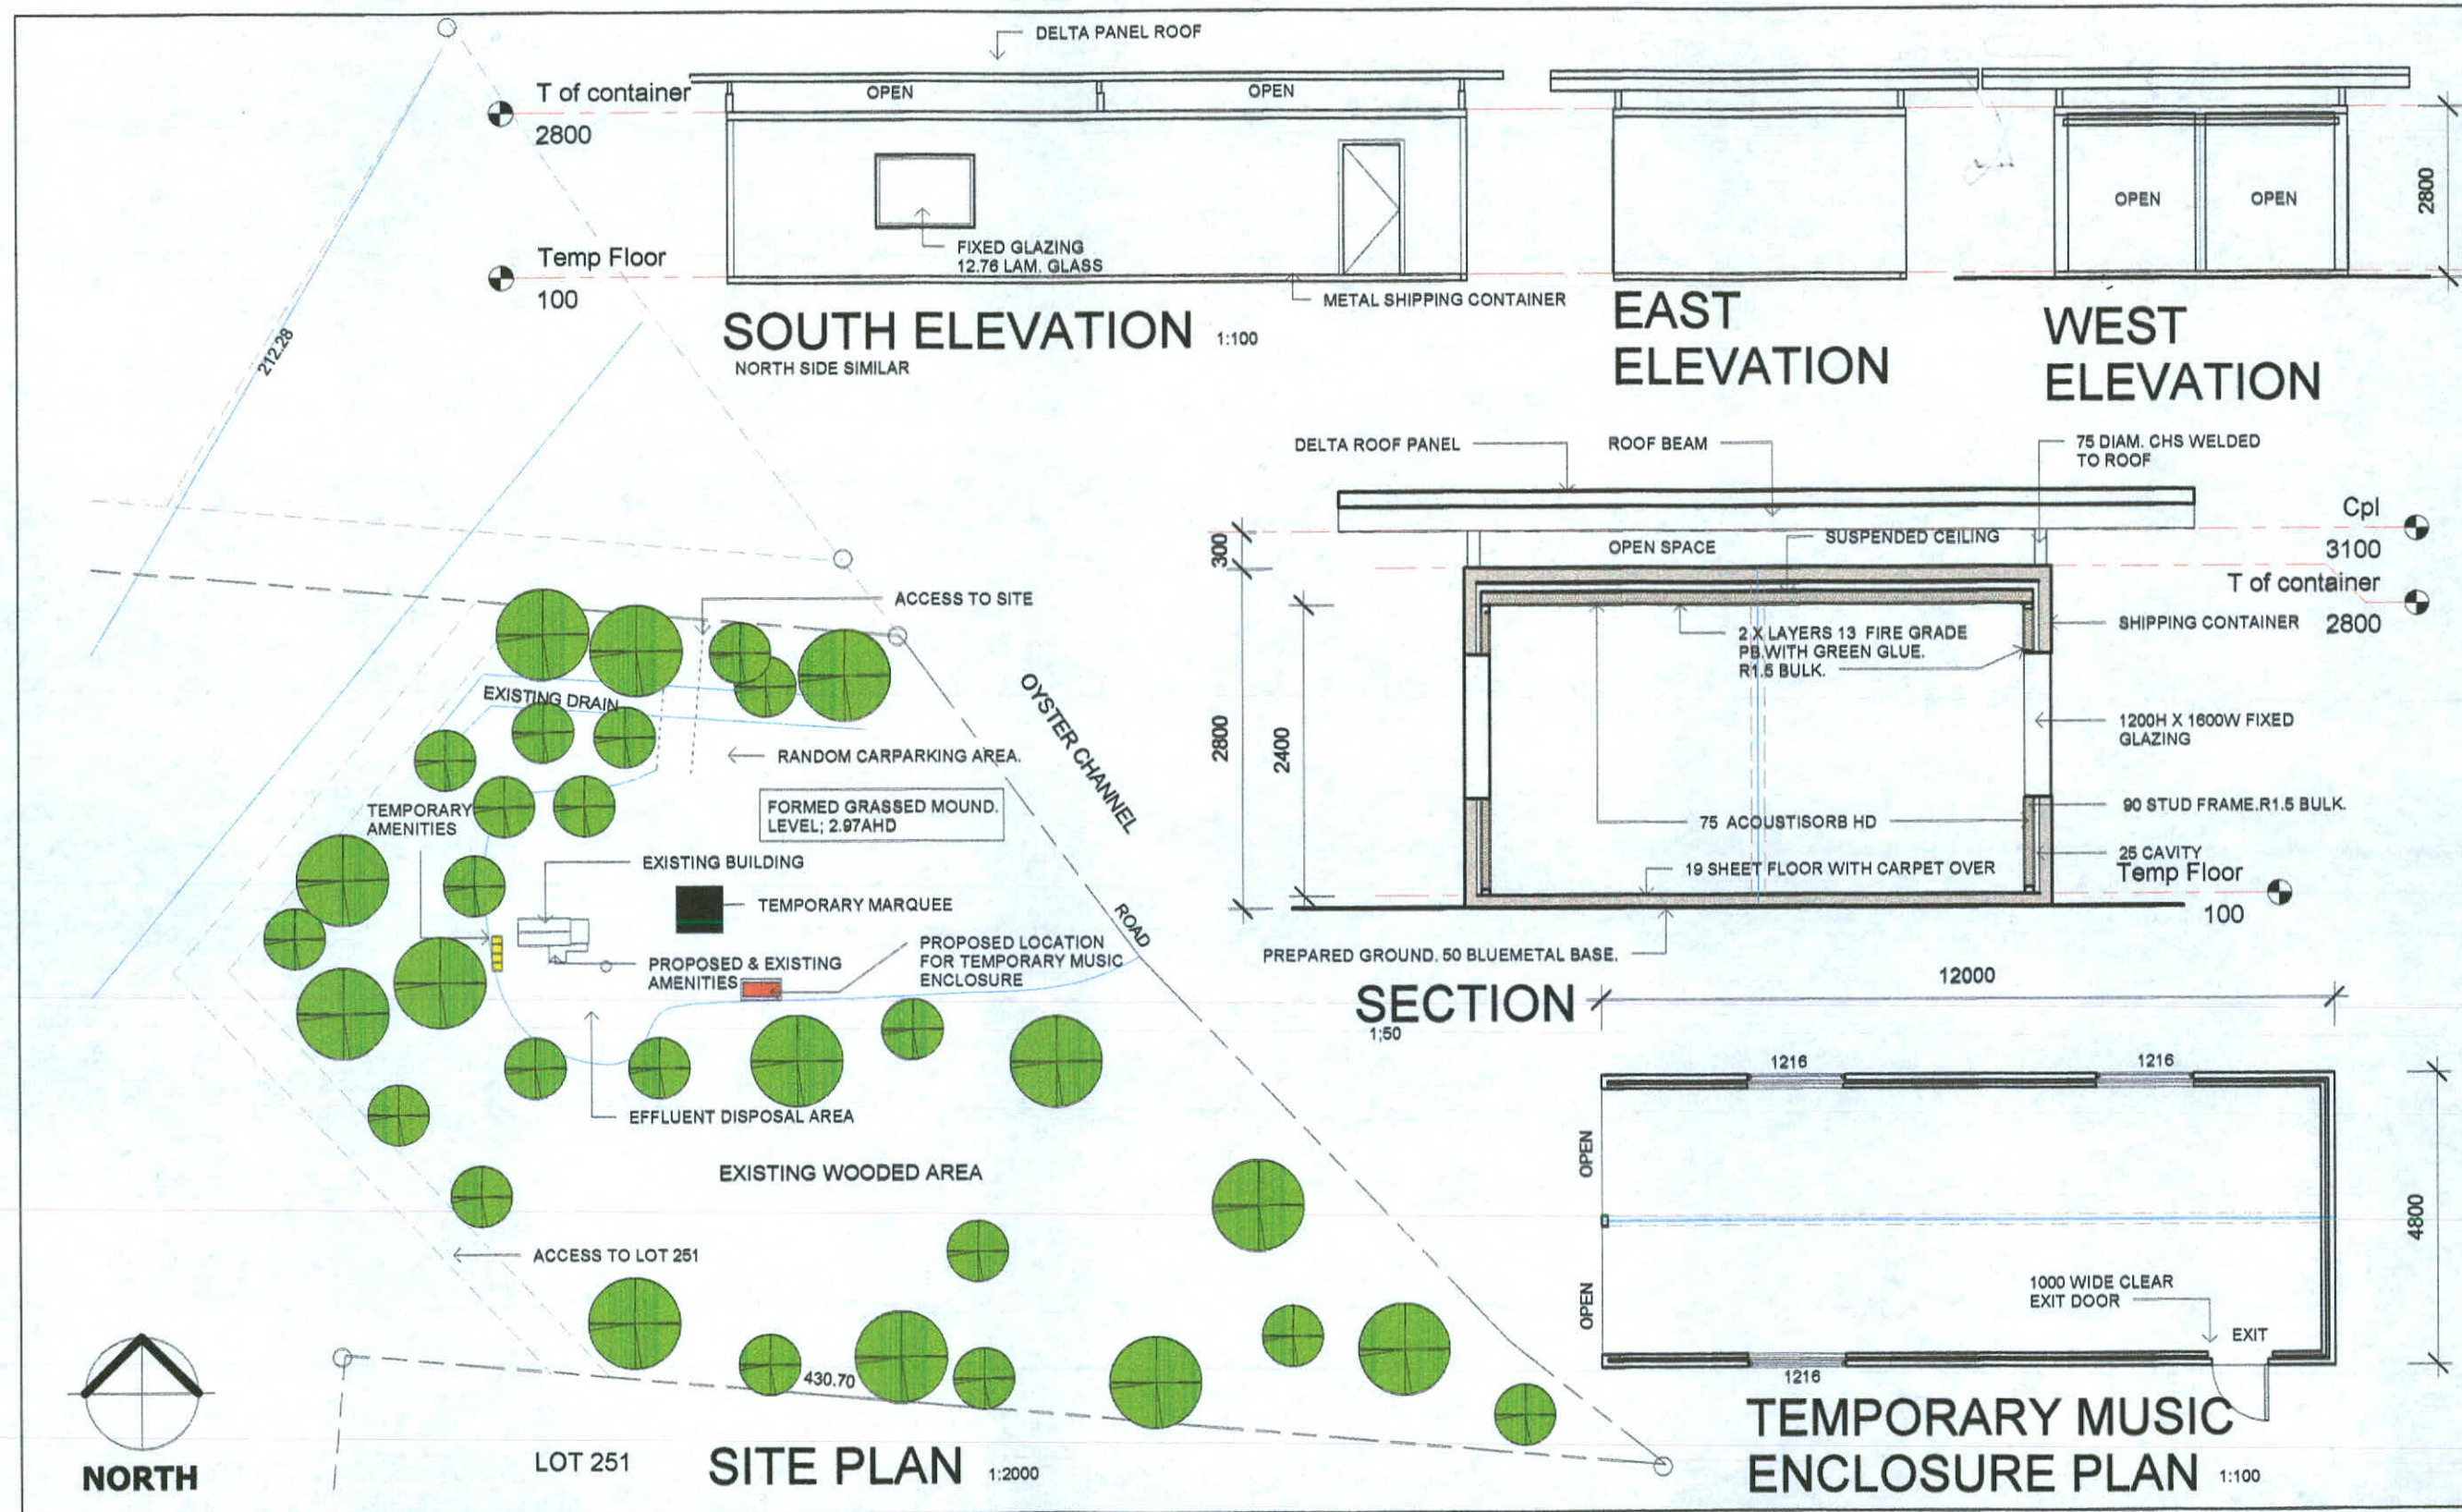 DELTA PANEL ROOF
T of container
2800
OPEN
OPEN
Temp Floor
100
FIXED GLAZING
12.76 LAM. GLASS
METAL SHIPPING CONTAINER
SOUTH ELEVATION 1:100
NORTH SIDE SIMILAR
EAST
ELEVATION
OPEN
OPEN
2800
WEST
ELEVATION
212.28
DELTA ROOF PANEL
ROOF BEAM
75 DIAM. CHS WELDED
TO ROOF
Cpl
3100
300
OPEN SPACE
SUSPENDED CEILING
T of container
2800
SHIPPING CONTAINER
2 X LAYERS 13 FIRE GRADE
PB.WITH GREEN GLUE.
R1.5 BULK.
2800
2400
1200H X 1600W FIXED
GLAZING
90 STUD FRAME.R1.5 BULK.
75 ACOUSTISORB HD
25 CAVITY
19 SHEET FLOOR WITH CARPET OVER
Temp Floor
100
PREPARED GROUND. 50 BLUEMETAL BASE.
SECTION
1;50
ACCESS TO SITE
EXISTING DRAIN
OYSTER CHANNEL
ROAD
RANDOM CARPARKING AREA.
TEMPORARY
AMENITIES
FORMED GRASSED MOUND.
LEVEL; 2.97AHD
EXISTING BUILDING
TEMPORARY MARQUEE
PROPOSED & EXISTING
AMENITIES
PROPOSED LOCATION
FOR TEMPORARY MUSIC
ENCLOSURE
EFFLUENT DISPOSAL AREA
EXISTING WOODED AREA
ACCESS TO LOT 251
430.70
NORTH
LOT 251
SITE PLAN 1:2000
12000
1216
1216
OPEN
OPEN
4800
1000 WIDE CLEAR
EXIT DOOR
EXIT
1216
TEMPORARY MUSIC
ENCLOSURE PLAN 1:100